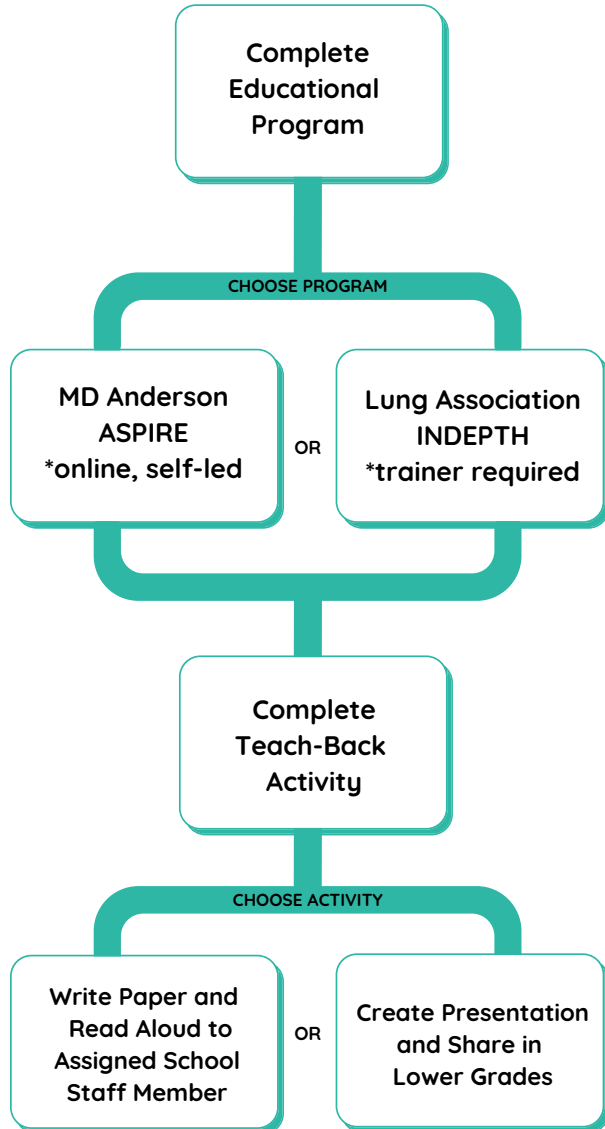 Complete
Educational
Program
CHOOSE PROGRAM
MD Anderson
ASPIRE
*online, self-led
OR
Lung Association
INDEPTH
*trainer required
Complete
Teach-Back
Activity
CHOOSE ACTIVITY
Write Paper and
Read Aloud to
Assigned School
Staff Member
OR
Create Presentation
and Share in
Lower Grades